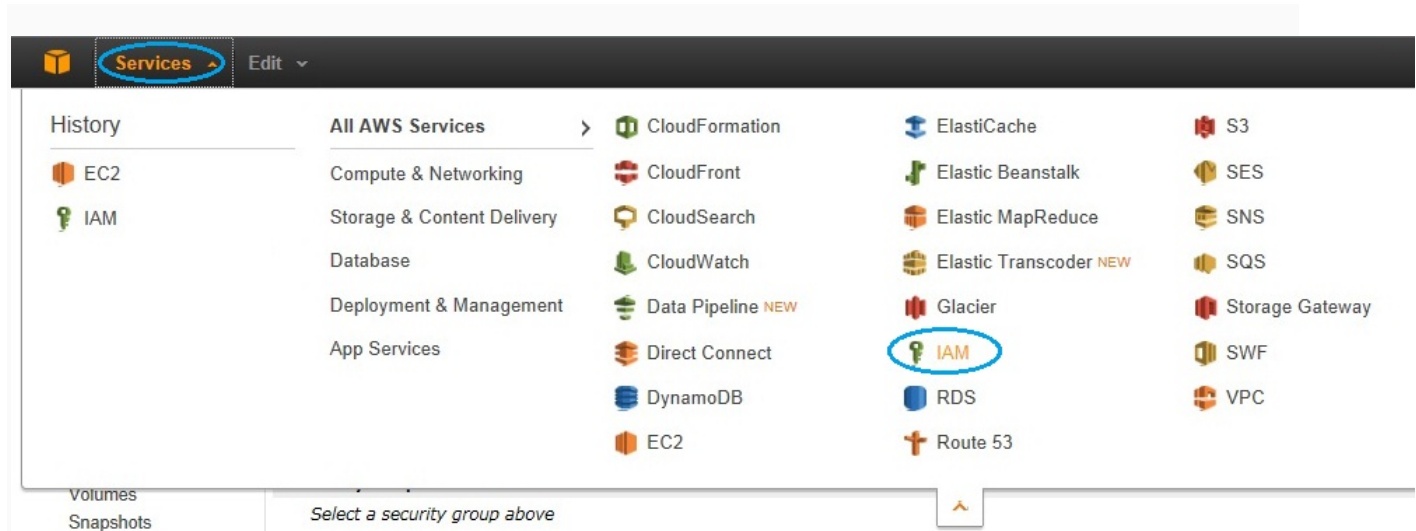 Services Edit
History
EC2
IAM
All AWS Services
Compute & Networking
Storage & Content Delivery
Database
Deployment & Management
App Services
CloudFormation
CloudFront
CloudSearch
CloudWatch
Data Pipeline NEW
Direct Connect
DynamoDB
EC2
ElastiCache
Elastic Beanstalk
Elastic MapReduce
Elastic Transcoder NEW
Glacier
IAM
RDS
Route 53
S3
SES
SNS
SQS
Storage Gateway
SWF
VPC
Volumes
Snapshots
Select a security group above